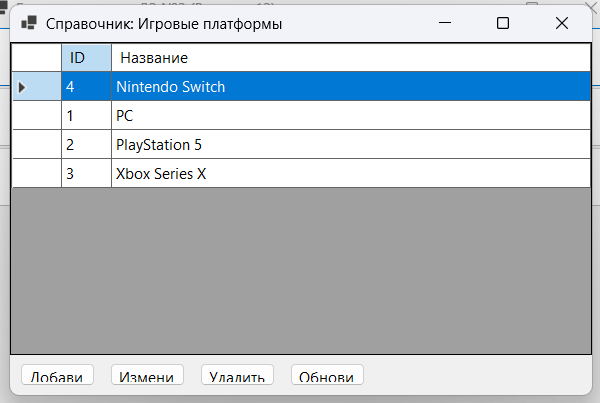 Справочник: Игровые платформы
ID Название
4 Nintendo Switch
1 PC
2 PlayStation 5
3 Xbox Series X
Добави Измени Удалить Обнови